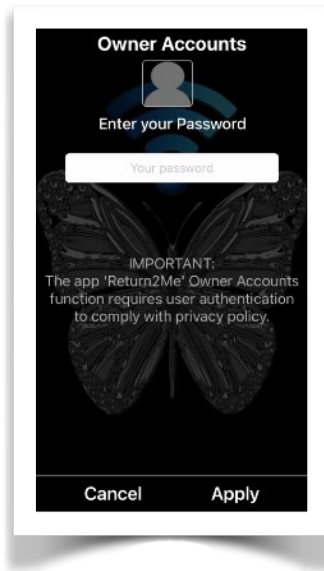 Owner Accounts
Enter your Password
Your password
IMPORTANT:
The app 'Return2Me' Owner Accounts
function requires user authentication
to comply with privacy policy.
Cancel Apply